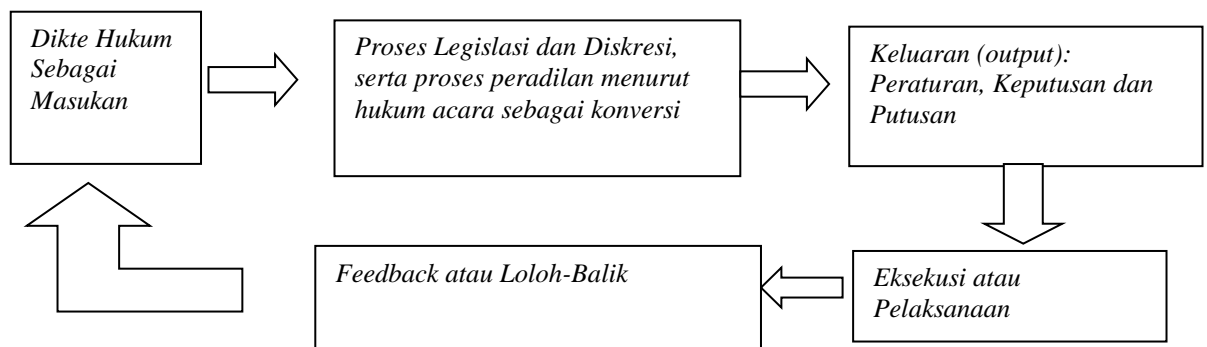 Dikte Hukum
Sebagai
Masukan
Proses Legislasi dan Diskresi,
serta proses peradilan menurut
hukum acara sebagai konversi
Keluaran (output):
Peraturan, Keputusan dan
Putusan
Eksekusi atau
Pelaksanaan
Feedback atau Loloh-Balik